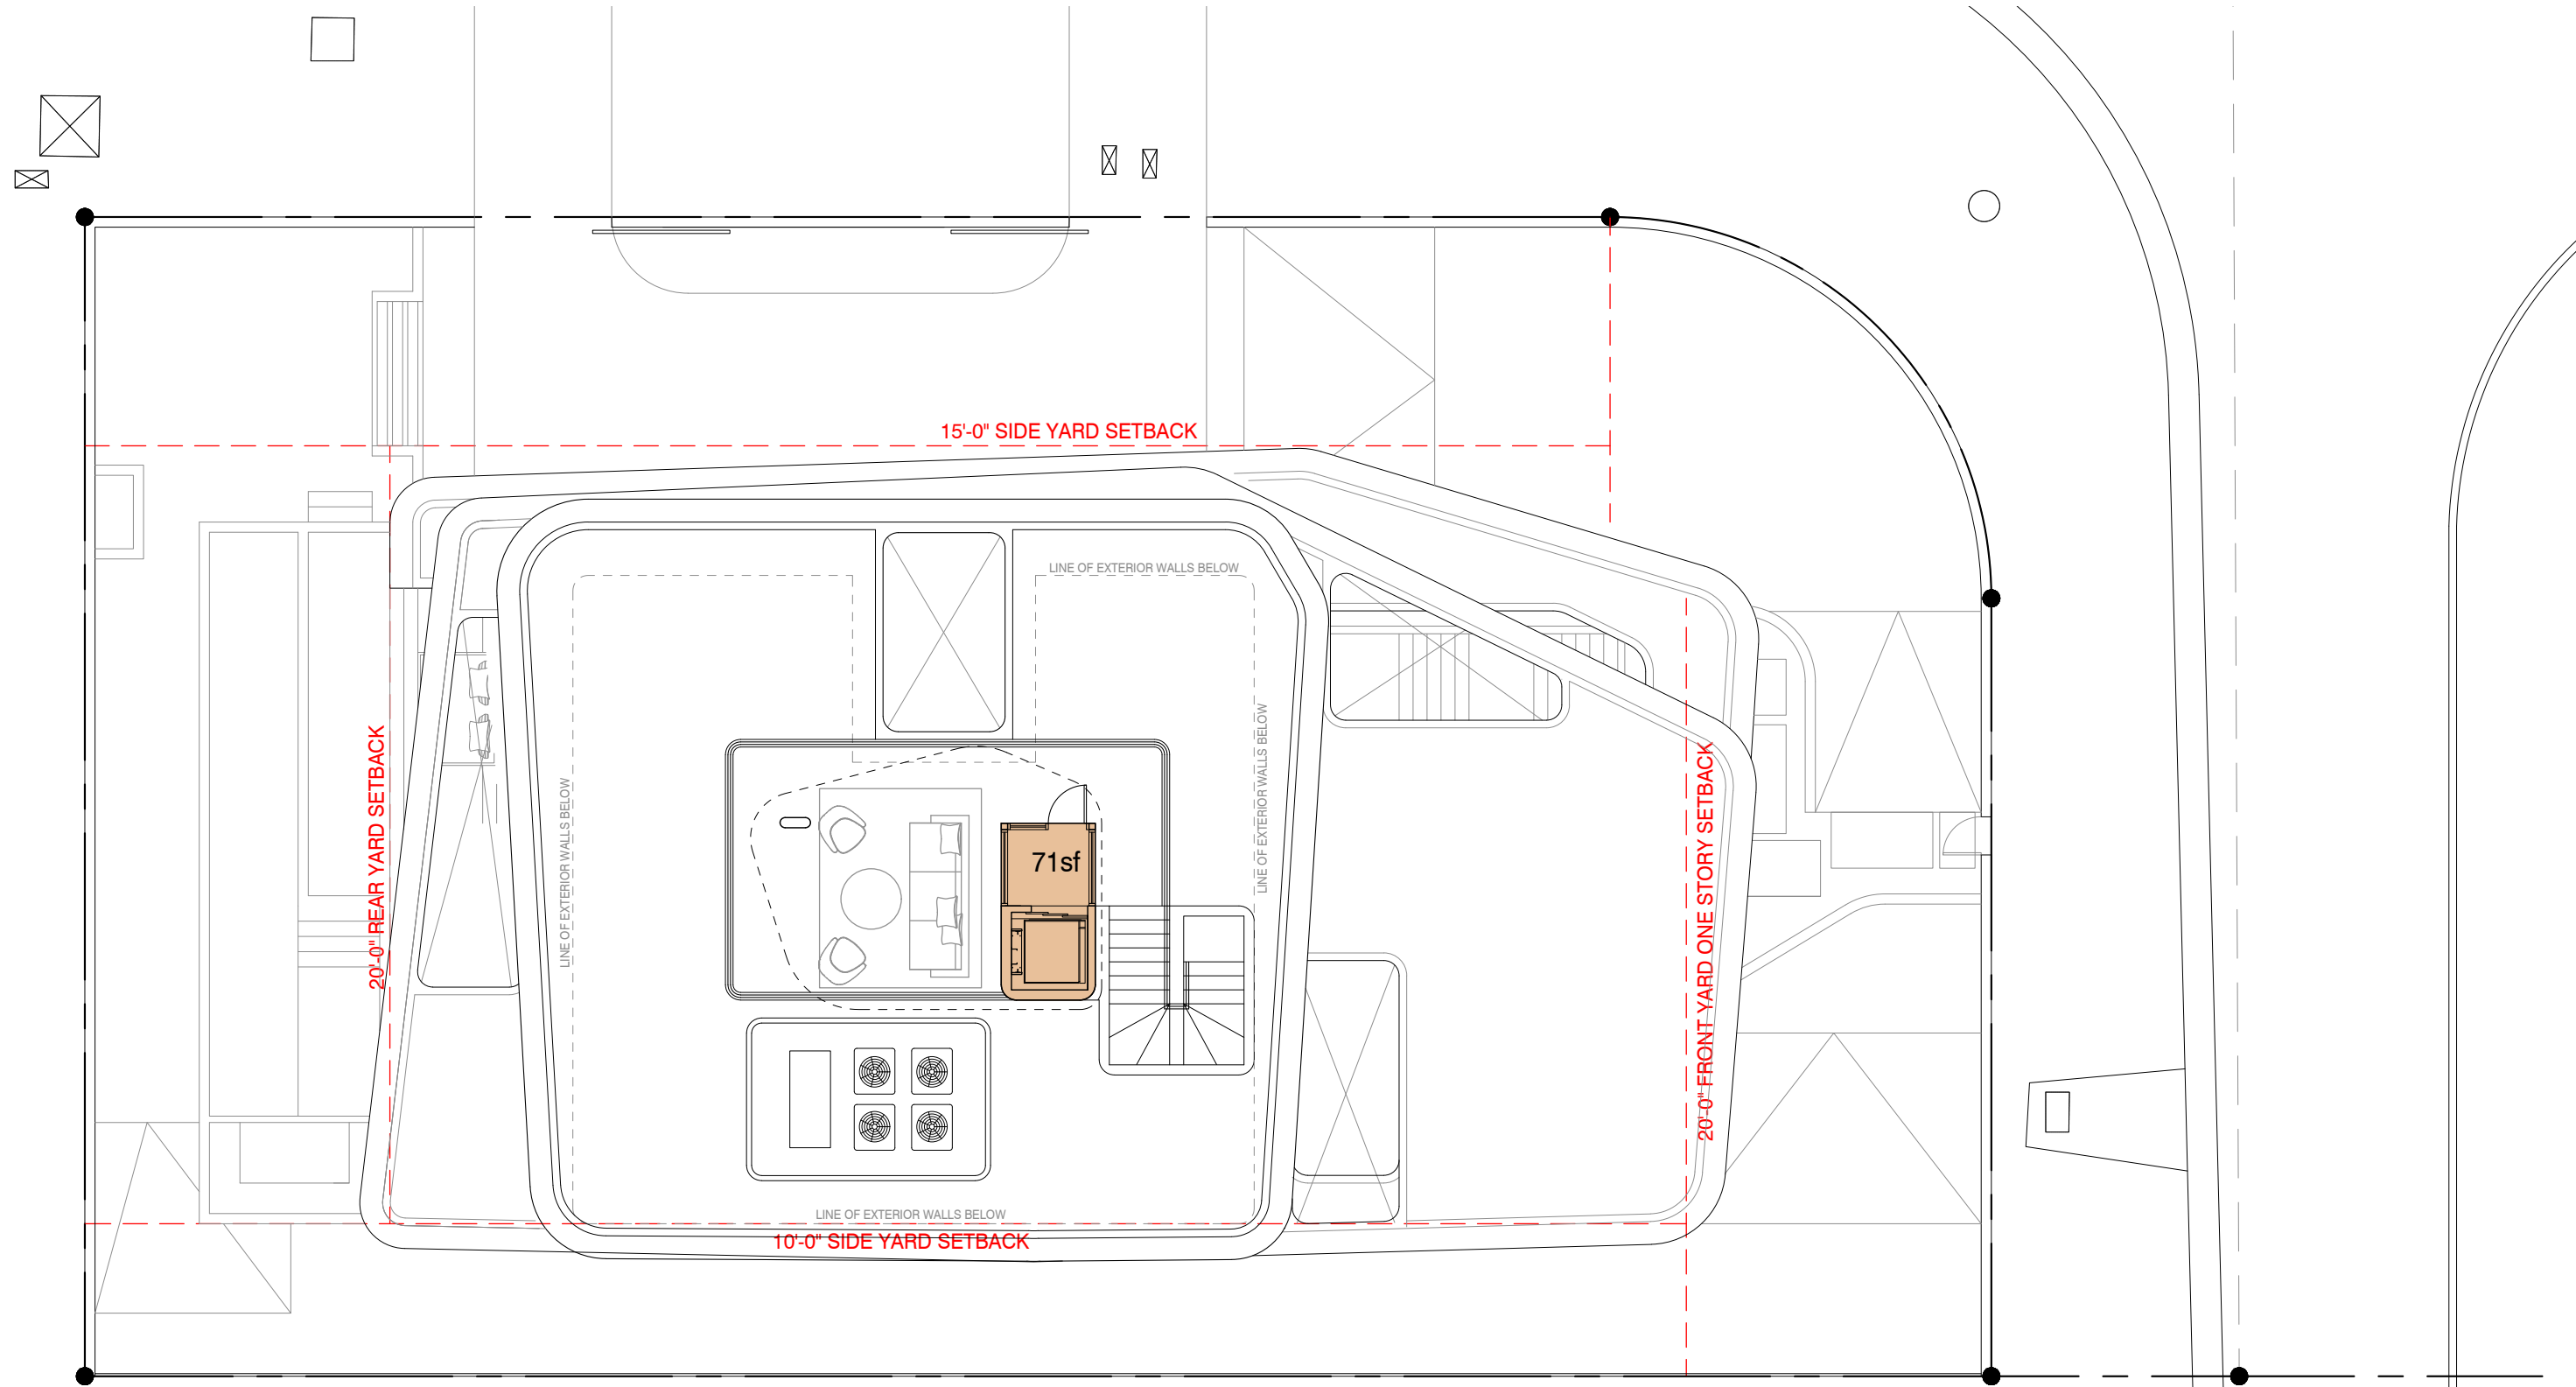 15'-0" SIDE YARD SETBACK
LINE OF EXTERIOR WALLS BELOW
LINE OF EXTERIOR WALLS BELOW
LINE OF EXTERIOR WALLS BELOW
20'-0" REAR YARD SETBACK
71sf
20'-0" FRONT YARD ONE STORY SETBACK
LINE OF EXTERIOR WALLS BELOW
10'-0" SIDE YARD SETBACK